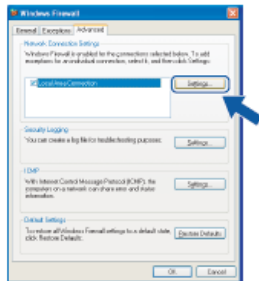 Windows Firewall
General Exceptions Advanced
Network Connection Settings
Windows Firewall is enabled for the connections selected below. To add
exceptions for an individual connection, select it, and then click Settings:
Local Area Connection
Settings...
Security Logging
You can create a log file for troubleshooting purposes.
Settings...
ICMP
With Internet Control Message Protocol (ICMP), the
computers on a network can share error and status
information.
Settings...
Default Settings
To restore all Windows Firewall settings to a default state,
click Restore Defaults.
Restore Defaults
OK Cancel